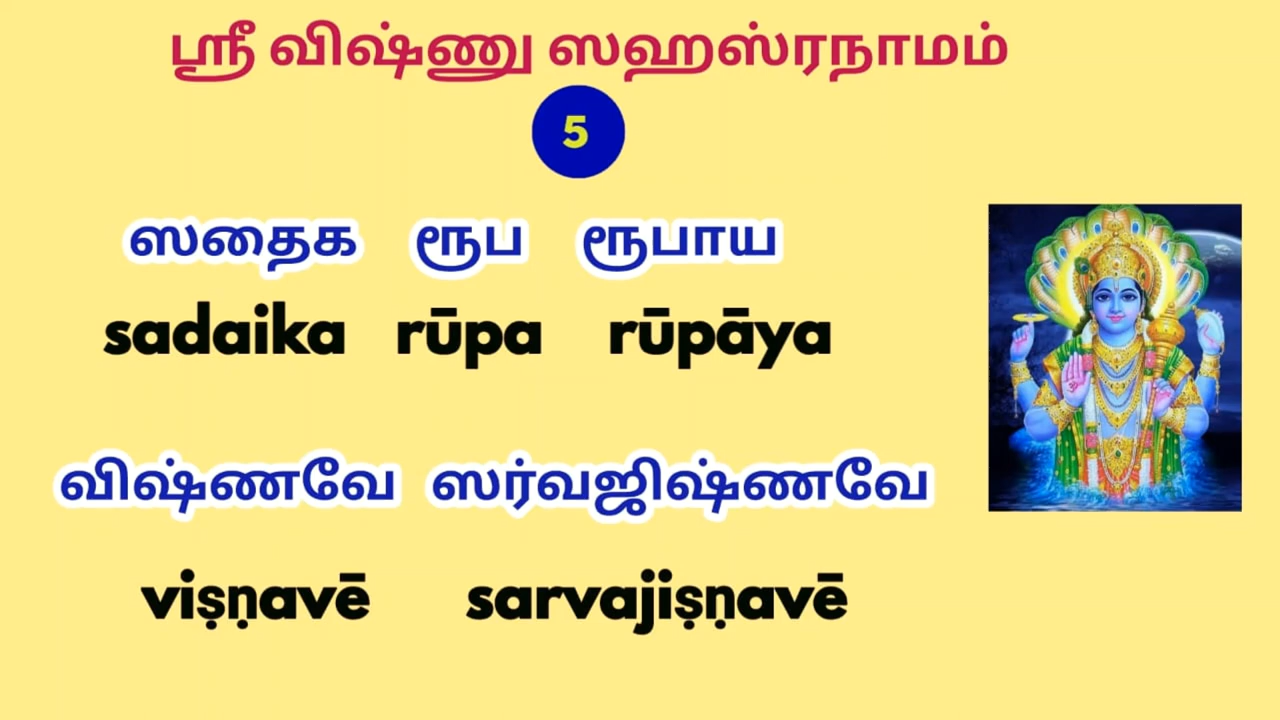 ஸ்ரீ விஷ்ணு ஸஹஸ்ரநாமம்
5
ஸதைக ரூப ரூபாய
sadaika rūpa rūpāya
விஷ்ணவே ஸர்வஜிஷ்ணவே
viṣṇavē sarvajiṣṇavē